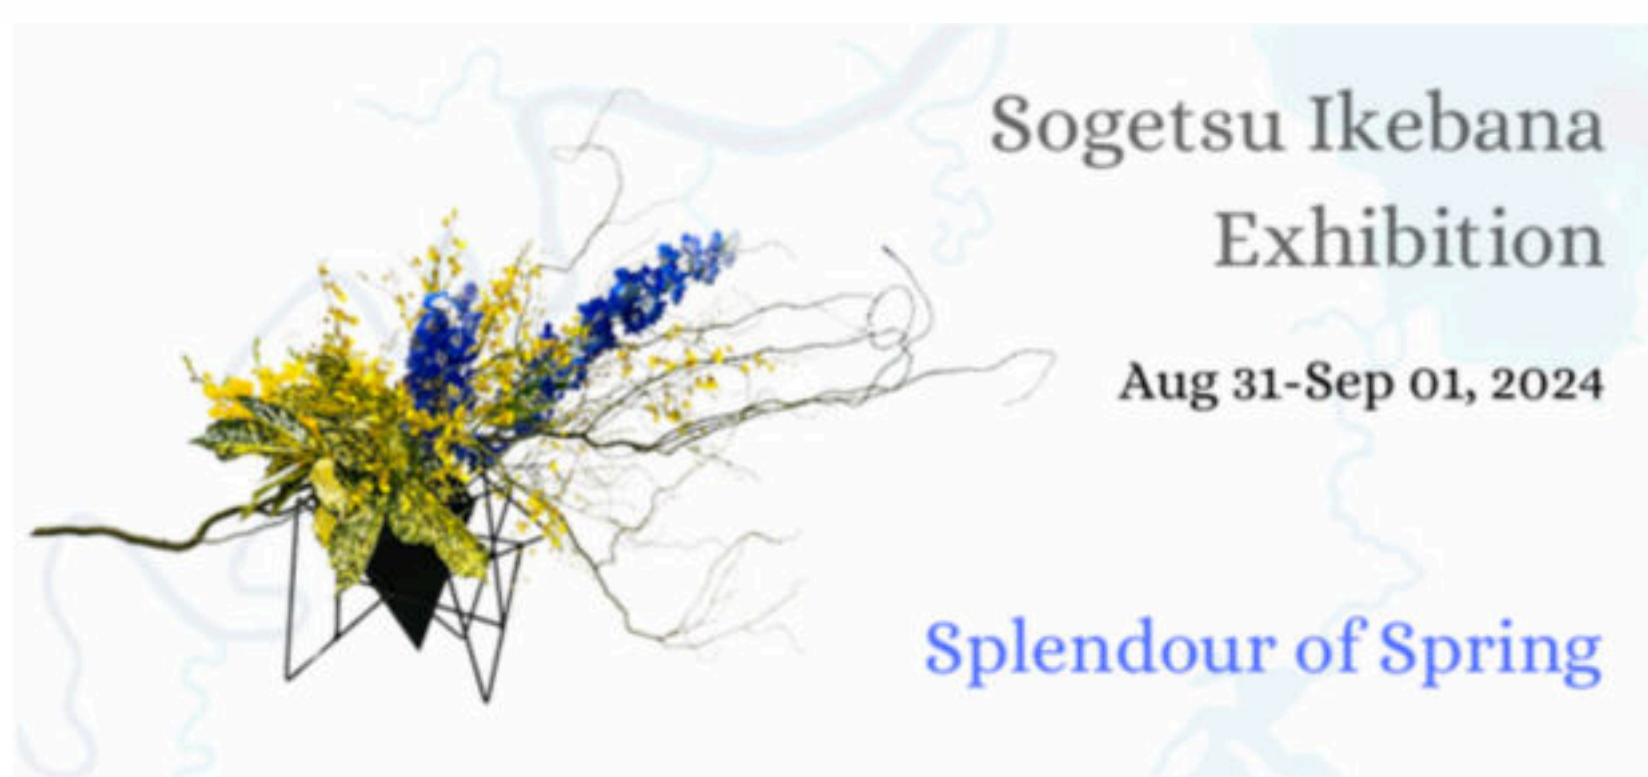 Sogetsu Ikebana
Exhibition
Aug 31-Sep 01, 2024
Splendour of Spring